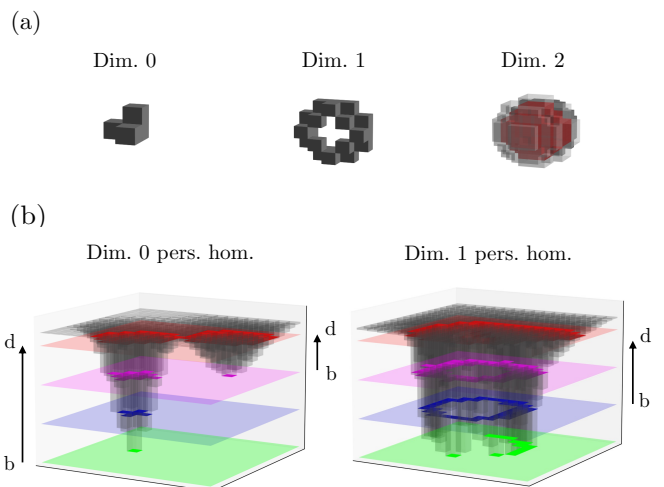 (a)
Dim. 0 Dim. 1 Dim. 2
(b)
Dim. 0 pers. hom. Dim. 1 pers. hom.
d d d
b b b